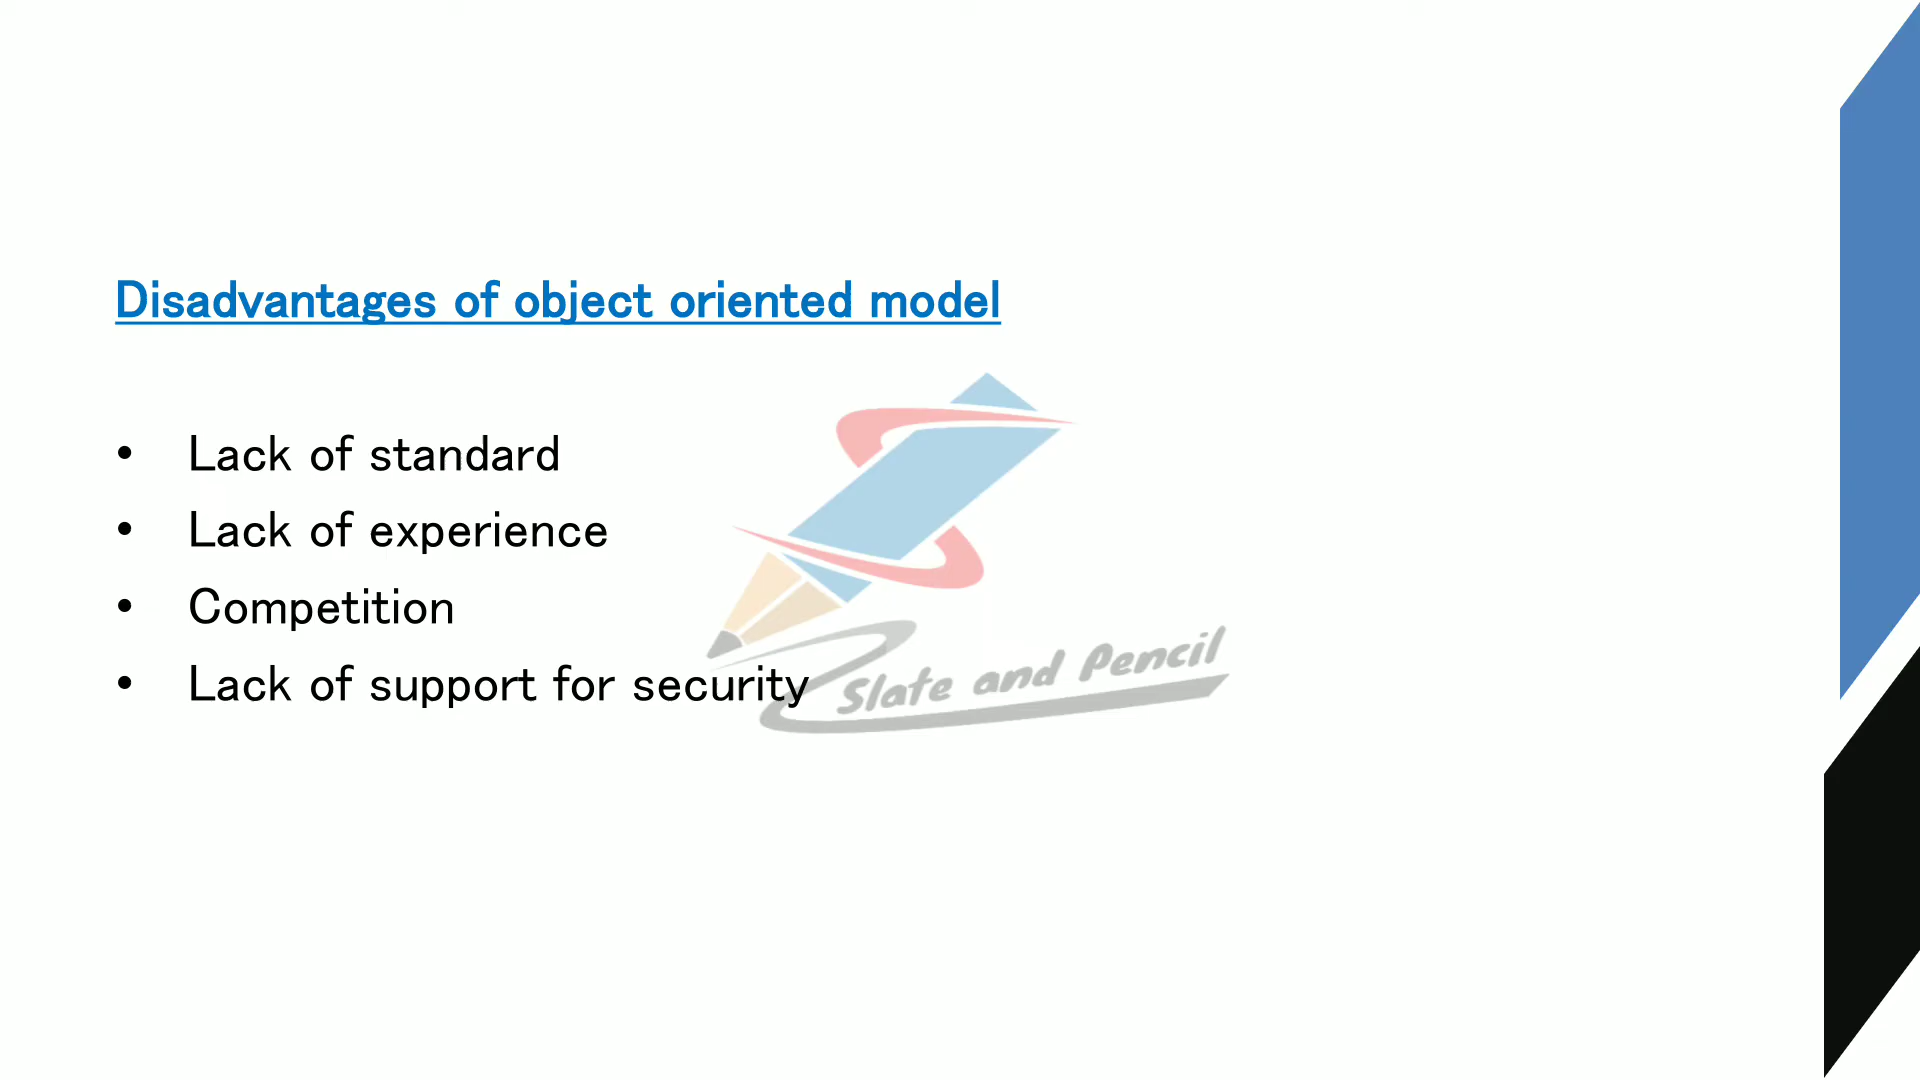 Disadvantages of object oriented model
• Lack of standard
• Lack of experience
• Competition
• Lack of support for security
Slate and Pencil